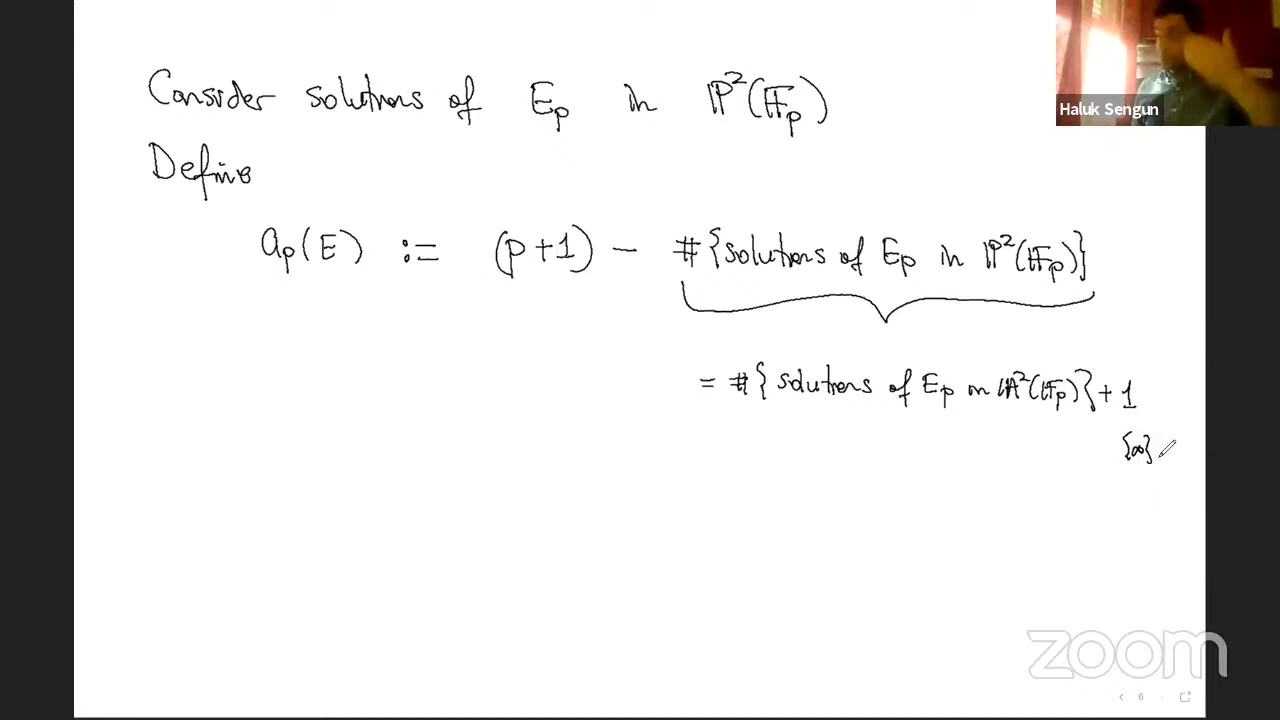 Consider solutions of Eₚ in ℙ²(𝔽ₚ)
Haluk Sengun
Define
aₚ(E) := (p+1) - #{solutions of Eₚ in ℙ²(𝔽ₚ)}
= #{solutions of Eₚ in 𝔸²(𝔽ₚ)} + 1
{∞}
zoom
6